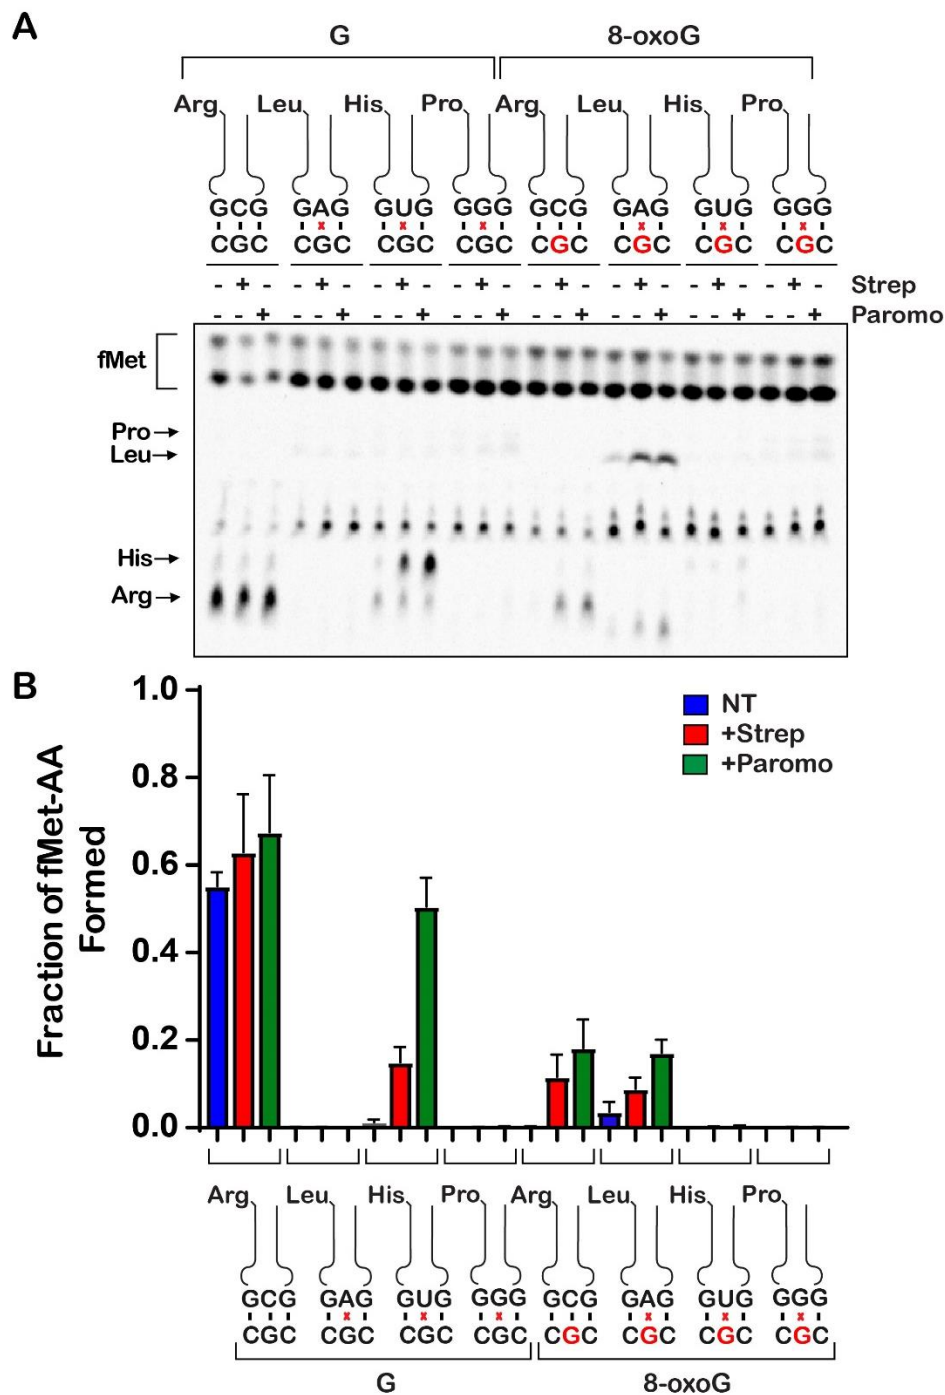 A
G 8-oxoG
Arg Leu His Pro Arg Leu His Pro
GCG GAG GUG GGG GCG GAG GUG GGG
x x x x x x
CGC CGC CGC CGC CGC CGC CGC CGC
- + - - + - - + - - + - - + - - + - - + - - + - Strep
- - + - - + - - + - - + - - + - - + - - + - - + Paromo
fMet
Pro→
Leu→
His→
Arg→
B
Fraction of fMet-AA
Formed
1.0
0.8
0.6
0.4
0.2
0.0
NT
+Strep
+Paromo
Arg Leu His Pro Arg Leu His Pro
GCG GAG GUG GGG GCG GAG GUG GGG
x x x x x x
CGC CGC CGC CGC CGC CGC CGC CGC
G 8-oxoG